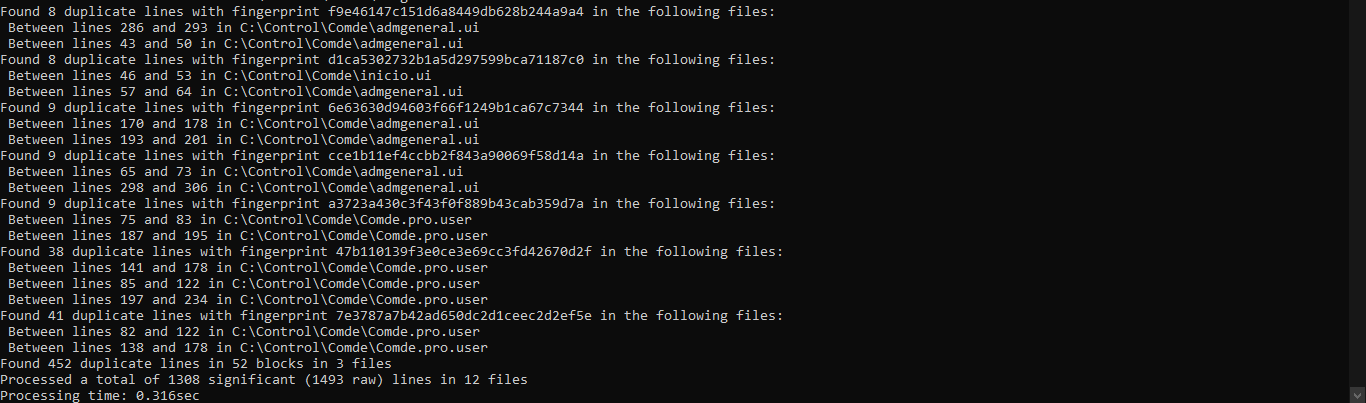 Found 8 duplicate lines with fingerprint f9e46147c151d6a8449db628b244a9a4 in the following files:
 Between lines 286 and 293 in C:\Control\Comde\admgeneral.ui
 Between lines 43 and 50 in C:\Control\Comde\admgeneral.ui
Found 8 duplicate lines with fingerprint d1ca5302732b1a5d297599bca71187c0 in the following files:
 Between lines 46 and 53 in C:\Control\Comde\inicio.ui
 Between lines 57 and 64 in C:\Control\Comde\admgeneral.ui
Found 9 duplicate lines with fingerprint 6e63630d94603f66f1249b1ca67c7344 in the following files:
 Between lines 170 and 178 in C:\Control\Comde\admgeneral.ui
 Between lines 193 and 201 in C:\Control\Comde\admgeneral.ui
Found 9 duplicate lines with fingerprint cce1b11ef4ccbb2f843a90069f58d14a in the following files:
 Between lines 65 and 73 in C:\Control\Comde\admgeneral.ui
 Between lines 298 and 306 in C:\Control\Comde\admgeneral.ui
Found 9 duplicate lines with fingerprint a3723a430c3f43f0f889b43cab359d7a in the following files:
 Between lines 75 and 83 in C:\Control\Comde\Comde.pro.user
 Between lines 187 and 195 in C:\Control\Comde\Comde.pro.user
Found 38 duplicate lines with fingerprint 47b110139f3e0ce3e69cc3fd42670d2f in the following files:
 Between lines 141 and 178 in C:\Control\Comde\Comde.pro.user
 Between lines 85 and 122 in C:\Control\Comde\Comde.pro.user
 Between lines 197 and 234 in C:\Control\Comde\Comde.pro.user
Found 41 duplicate lines with fingerprint 7e3787a7b42ad650dc2d1ceec2d2ef5e in the following files:
 Between lines 82 and 122 in C:\Control\Comde\Comde.pro.user
 Between lines 138 and 178 in C:\Control\Comde\Comde.pro.user
Found 452 duplicate lines in 52 blocks in 3 files
Processed a total of 1308 significant (1493 raw) lines in 12 files
Processing time: 0.316sec